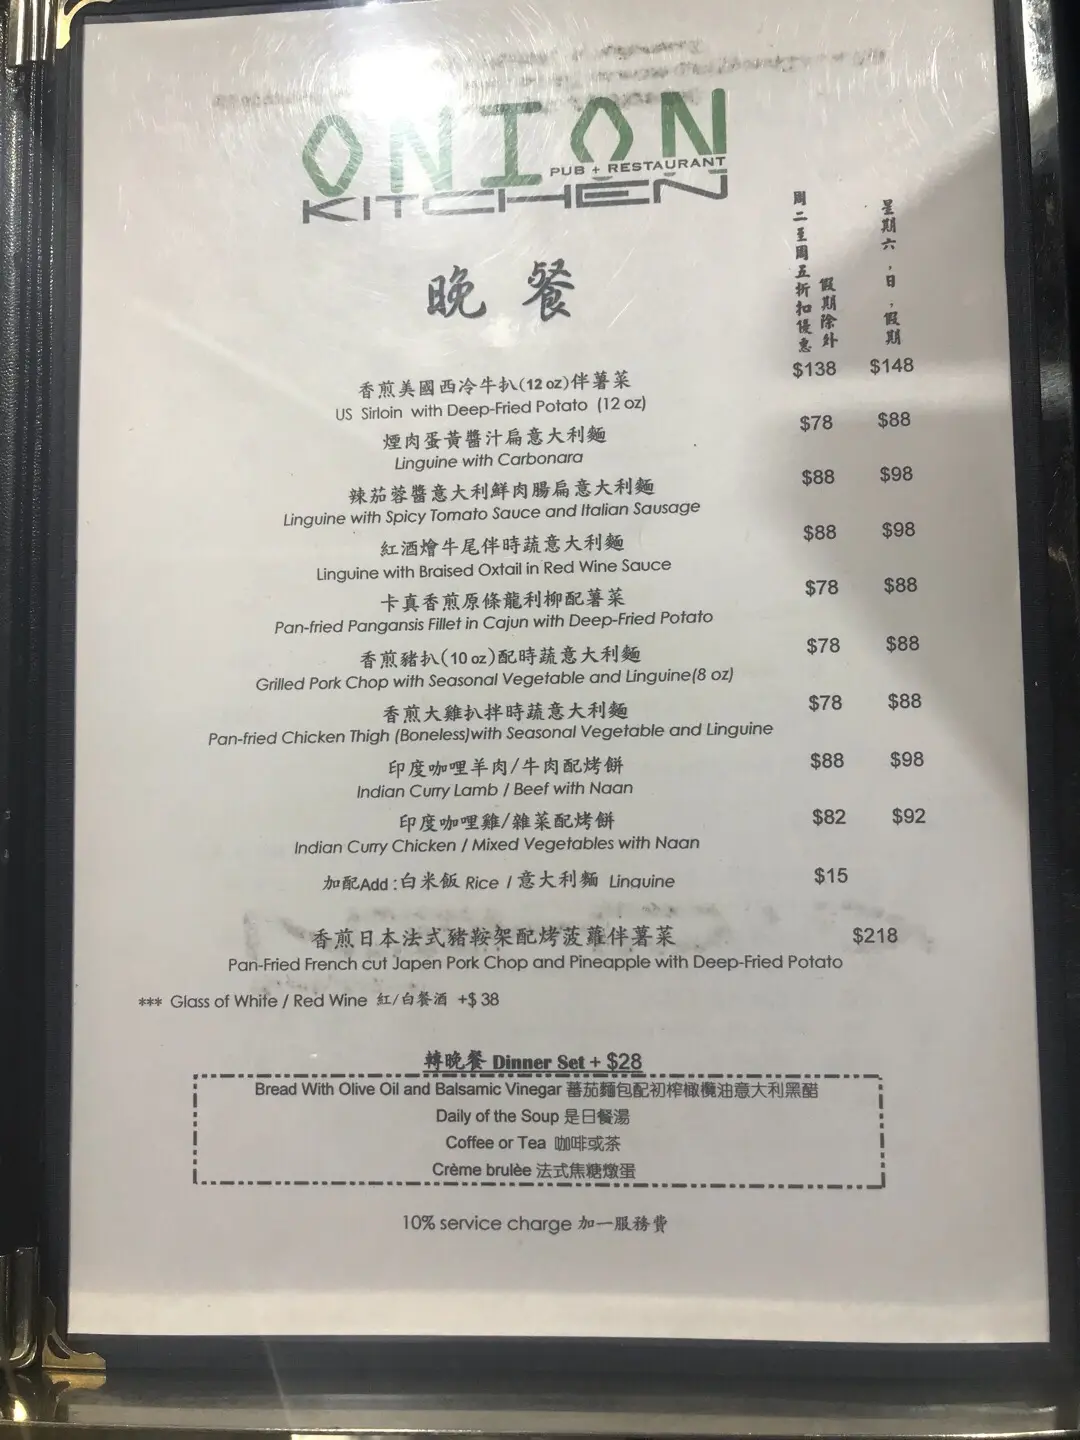 ONION
PUB + RESTAURANT
KITCHEN
晚餐
周二至周五折扣優惠
假期除外
星期六，日，假期
香煎美國西冷牛扒(12 oz)伴薯菜 $138 $148
US Sirloin with Deep-Fried Potato (12 oz)
煙肉蛋黃醬汁扁意大利麵 $78 $88
Linguine with Carbonara
辣茄蓉醬意大利鮮肉腸扁意大利麵 $88 $98
Linguine with Spicy Tomato Sauce and Italian Sausage
紅酒燴牛尾伴時蔬意大利麵 $88 $98
Linguine with Braised Oxtail in Red Wine Sauce
卡真香煎原條龍利柳配薯菜 $78 $88
Pan-fried Pangansis Fillet in Cajun with Deep-Fried Potato
香煎豬扒(10 oz)配時蔬意大利麵 $78 $88
Grilled Pork Chop with Seasonal Vegetable and Linguine(8 oz)
香煎大雞扒拌時蔬意大利麵 $78 $88
Pan-fried Chicken Thigh (Boneless)with Seasonal Vegetable and Linguine
印度咖哩羊肉/牛肉配烤餅 $88 $98
Indian Curry Lamb / Beef with Naan
印度咖哩雞/雜菜配烤餅 $82 $92
Indian Curry Chicken / Mixed Vegetables with Naan
加配Add :白米飯 Rice / 意大利麵 Linguine $15
香煎日本法式豬鞍架配烤菠蘿伴薯菜 $218
Pan-Fried French cut Japen Pork Chop and Pineapple with Deep-Fried Potato
*** Glass of White / Red Wine 紅/白餐酒 +$ 38
轉晚餐 Dinner Set + $28
Bread With Olive Oil and Balsamic Vinegar 蕃茄麵包配初榨橄欖油意大利黑醋
Daily of the Soup 是日餐湯
Coffee or Tea 咖啡或茶
Crème brulèe 法式焦糖燉蛋
10% service charge 加一服務費